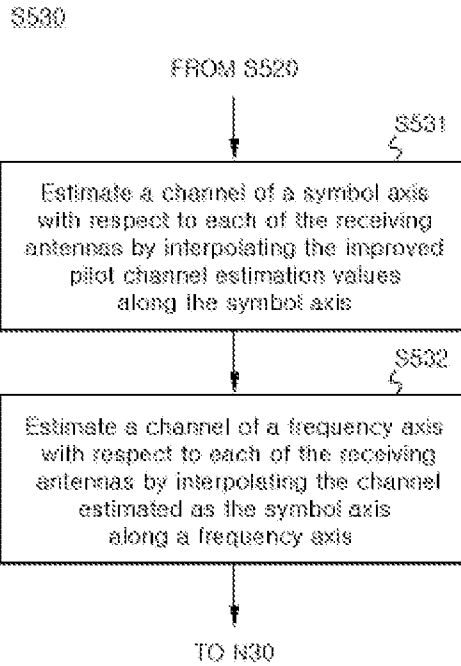 S530
FROM S520
S531
Estimate a channel of a symbol axis
with respect to each of the receiving
antennas by interpolating the improved
pilot channel estimation values
along the symbol axis
S532
Estimate a channel of a frequency axis
with respect to each of the receiving
antennas by interpolating the channel
estimated as the symbol axis
along a frequency axis
TO N30